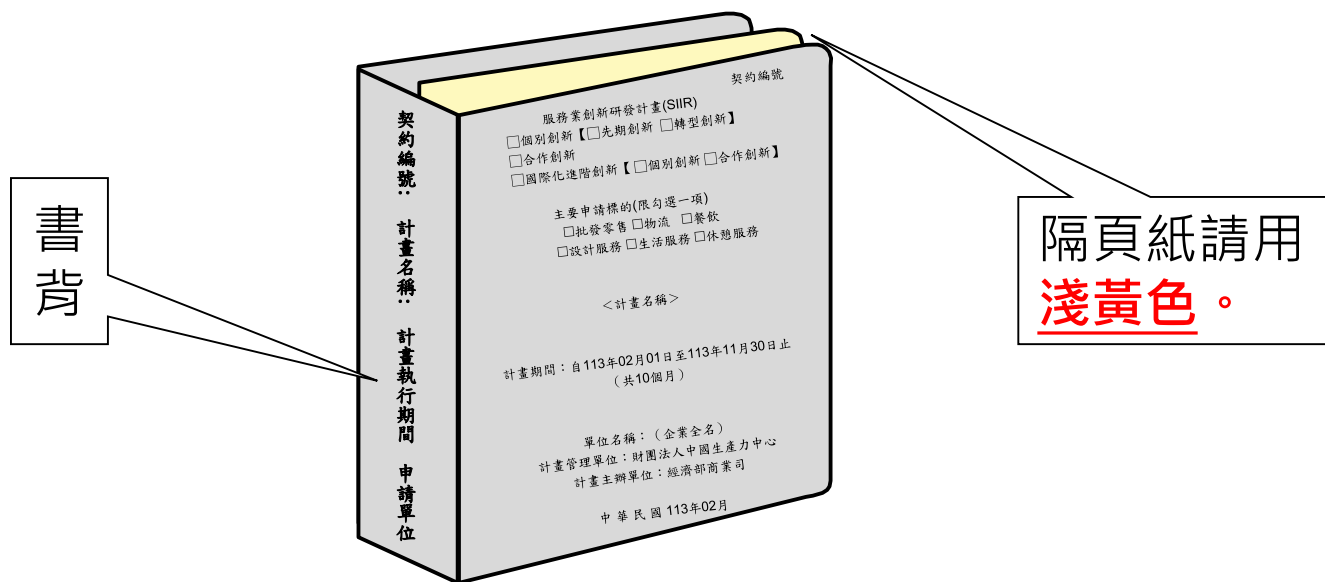 契約編號
服務業創新研發計畫(SIIR)
□個別創新【□先期創新 □轉型創新】
□合作創新
□國際化進階創新【 □個別創新 □合作創新】
主要申請標的(限勾選一項)
□批發零售 □物流 □餐飲
□設計服務 □生活服務 □休憩服務
<計畫名稱>
計畫期間：自113年02月01日至113年11月30日止
（共10個月）
單位名稱：（企業全名）
計畫管理單位：財團法人中國生產力中心
計畫主辦單位：經濟部商業司
中 華 民 國 113年02月
契約編號： 計畫名稱： 計畫執行期間 申請單位
書背
隔頁紙請用
淺黃色。